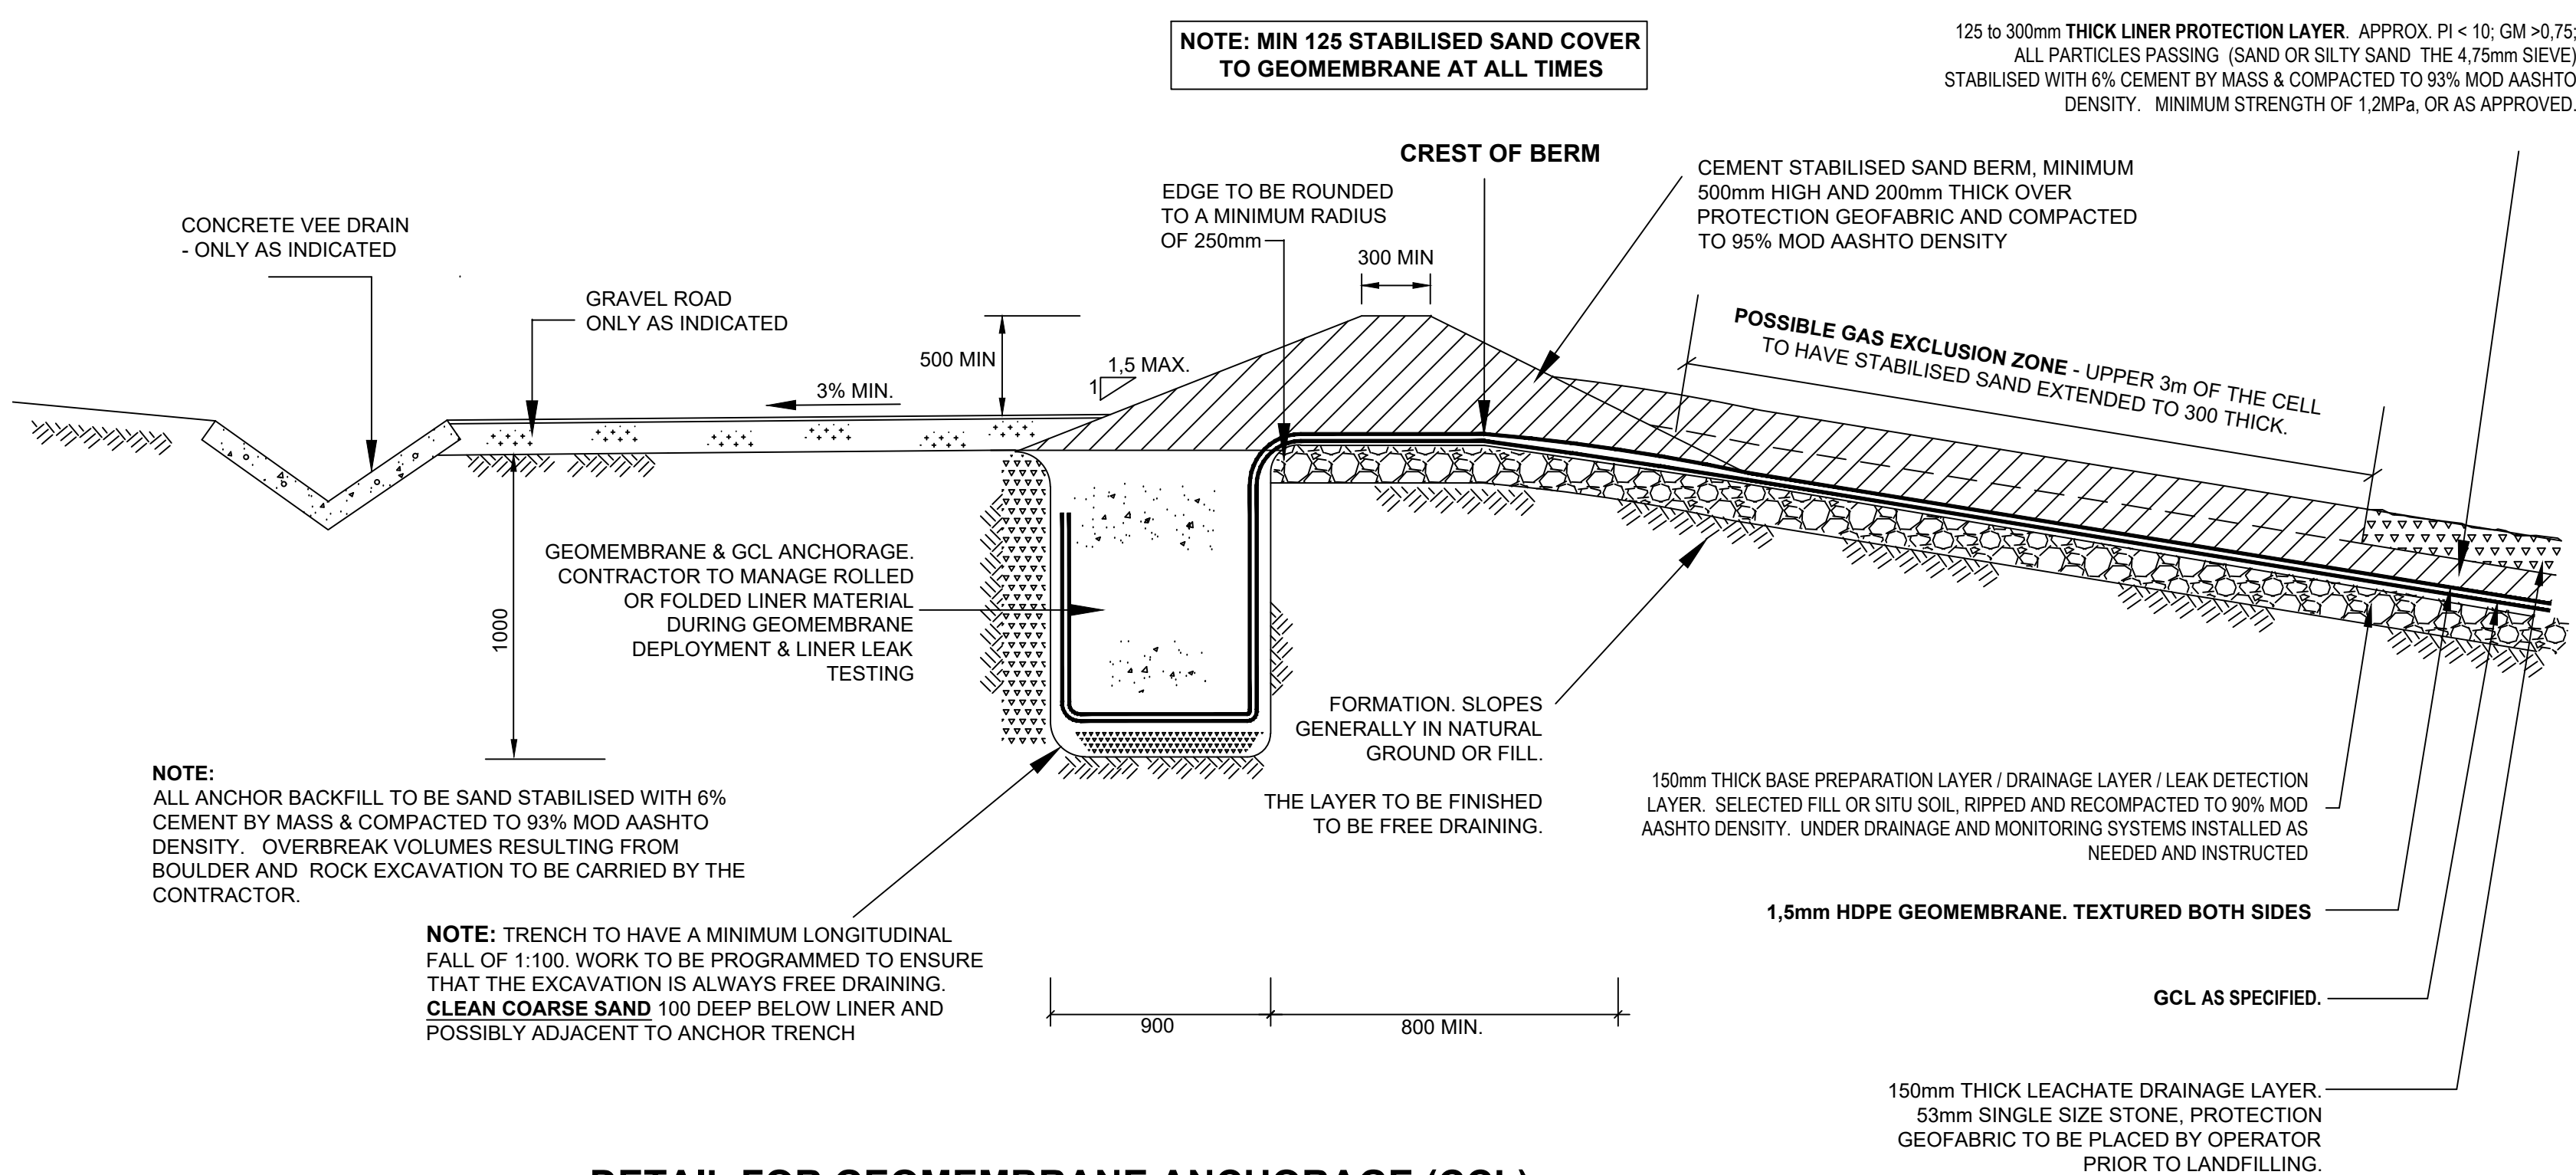 NOTE: MIN 125 STABILISED SAND COVER
TO GEOMEMBRANE AT ALL TIMES
125 to 300mm THICK LINER PROTECTION LAYER. APPROX. PI < 10; GM >0,75;
ALL PARTICLES PASSING (SAND OR SILTY SAND THE 4,75mm SIEVE)
STABILISED WITH 6% CEMENT BY MASS & COMPACTED TO 93% MOD AASHTO
DENSITY. MINIMUM STRENGTH OF 1,2MPa, OR AS APPROVED.
CREST OF BERM
CEMENT STABILISED SAND BERM, MINIMUM
500mm HIGH AND 200mm THICK OVER
PROTECTION GEOFABRIC AND COMPACTED
TO 95% MOD AASHTO DENSITY
EDGE TO BE ROUNDED
TO A MINIMUM RADIUS
OF 250mm
CONCRETE VEE DRAIN
- ONLY AS INDICATED
300 MIN
GRAVEL ROAD
ONLY AS INDICATED
500 MIN
1,5 MAX.
1
3% MIN.
POSSIBLE GAS EXCLUSION ZONE - UPPER 3m OF THE CELL
TO HAVE STABILISED SAND EXTENDED TO 300 THICK.
GEOMEMBRANE & GCL ANCHORAGE.
CONTRACTOR TO MANAGE ROLLED
OR FOLDED LINER MATERIAL
DURING GEOMEMBRANE
DEPLOYMENT & LINER LEAK
TESTING
1000
FORMATION. SLOPES
GENERALLY IN NATURAL
GROUND OR FILL.
THE LAYER TO BE FINISHED
TO BE FREE DRAINING.
NOTE:
ALL ANCHOR BACKFILL TO BE SAND STABILISED WITH 6%
CEMENT BY MASS & COMPACTED TO 93% MOD AASHTO
DENSITY. OVERBREAK VOLUMES RESULTING FROM
BOULDER AND ROCK EXCAVATION TO BE CARRIED BY THE
CONTRACTOR.
150mm THICK BASE PREPARATION LAYER / DRAINAGE LAYER / LEAK DETECTION
LAYER. SELECTED FILL OR SITU SOIL, RIPPED AND RECOMPACTED TO 90% MOD
AASHTO DENSITY. UNDER DRAINAGE AND MONITORING SYSTEMS INSTALLED AS
NEEDED AND INSTRUCTED
1,5mm HDPE GEOMEMBRANE. TEXTURED BOTH SIDES
NOTE: TRENCH TO HAVE A MINIMUM LONGITUDINAL
FALL OF 1:100. WORK TO BE PROGRAMMED TO ENSURE
THAT THE EXCAVATION IS ALWAYS FREE DRAINING.
CLEAN COARSE SAND 100 DEEP BELOW LINER AND
POSSIBLY ADJACENT TO ANCHOR TRENCH
900
800 MIN.
GCL AS SPECIFIED.
150mm THICK LEACHATE DRAINAGE LAYER.
53mm SINGLE SIZE STONE, PROTECTION
GEOFABRIC TO BE PLACED BY OPERATOR
PRIOR TO LANDFILLING.
DETAIL FOR GEOMEMBRANE ANCHORAGE